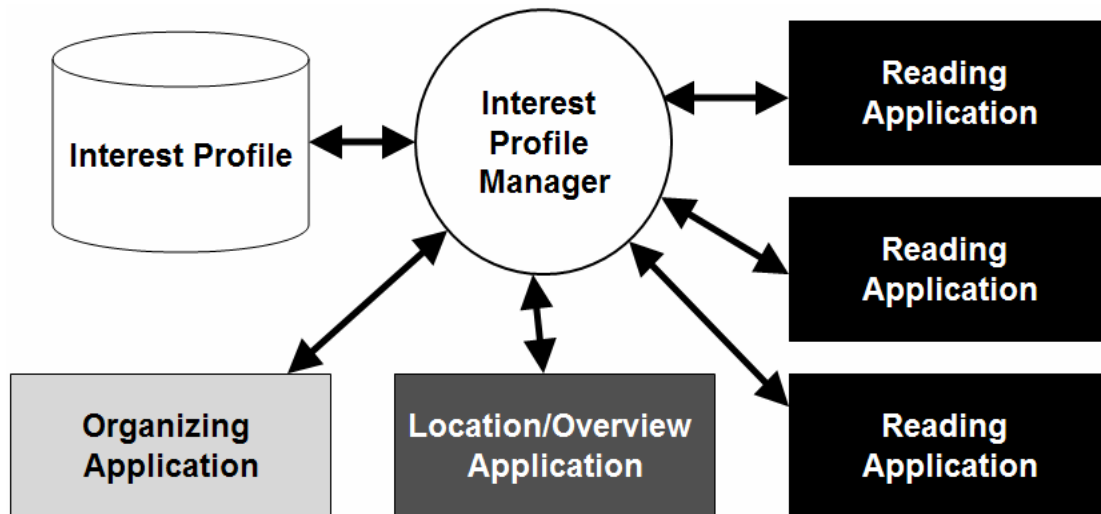 Interest Profile
Interest
Profile
Manager
Reading
Application
Reading
Application
Reading
Application
Organizing
Application
Location/Overview
Application